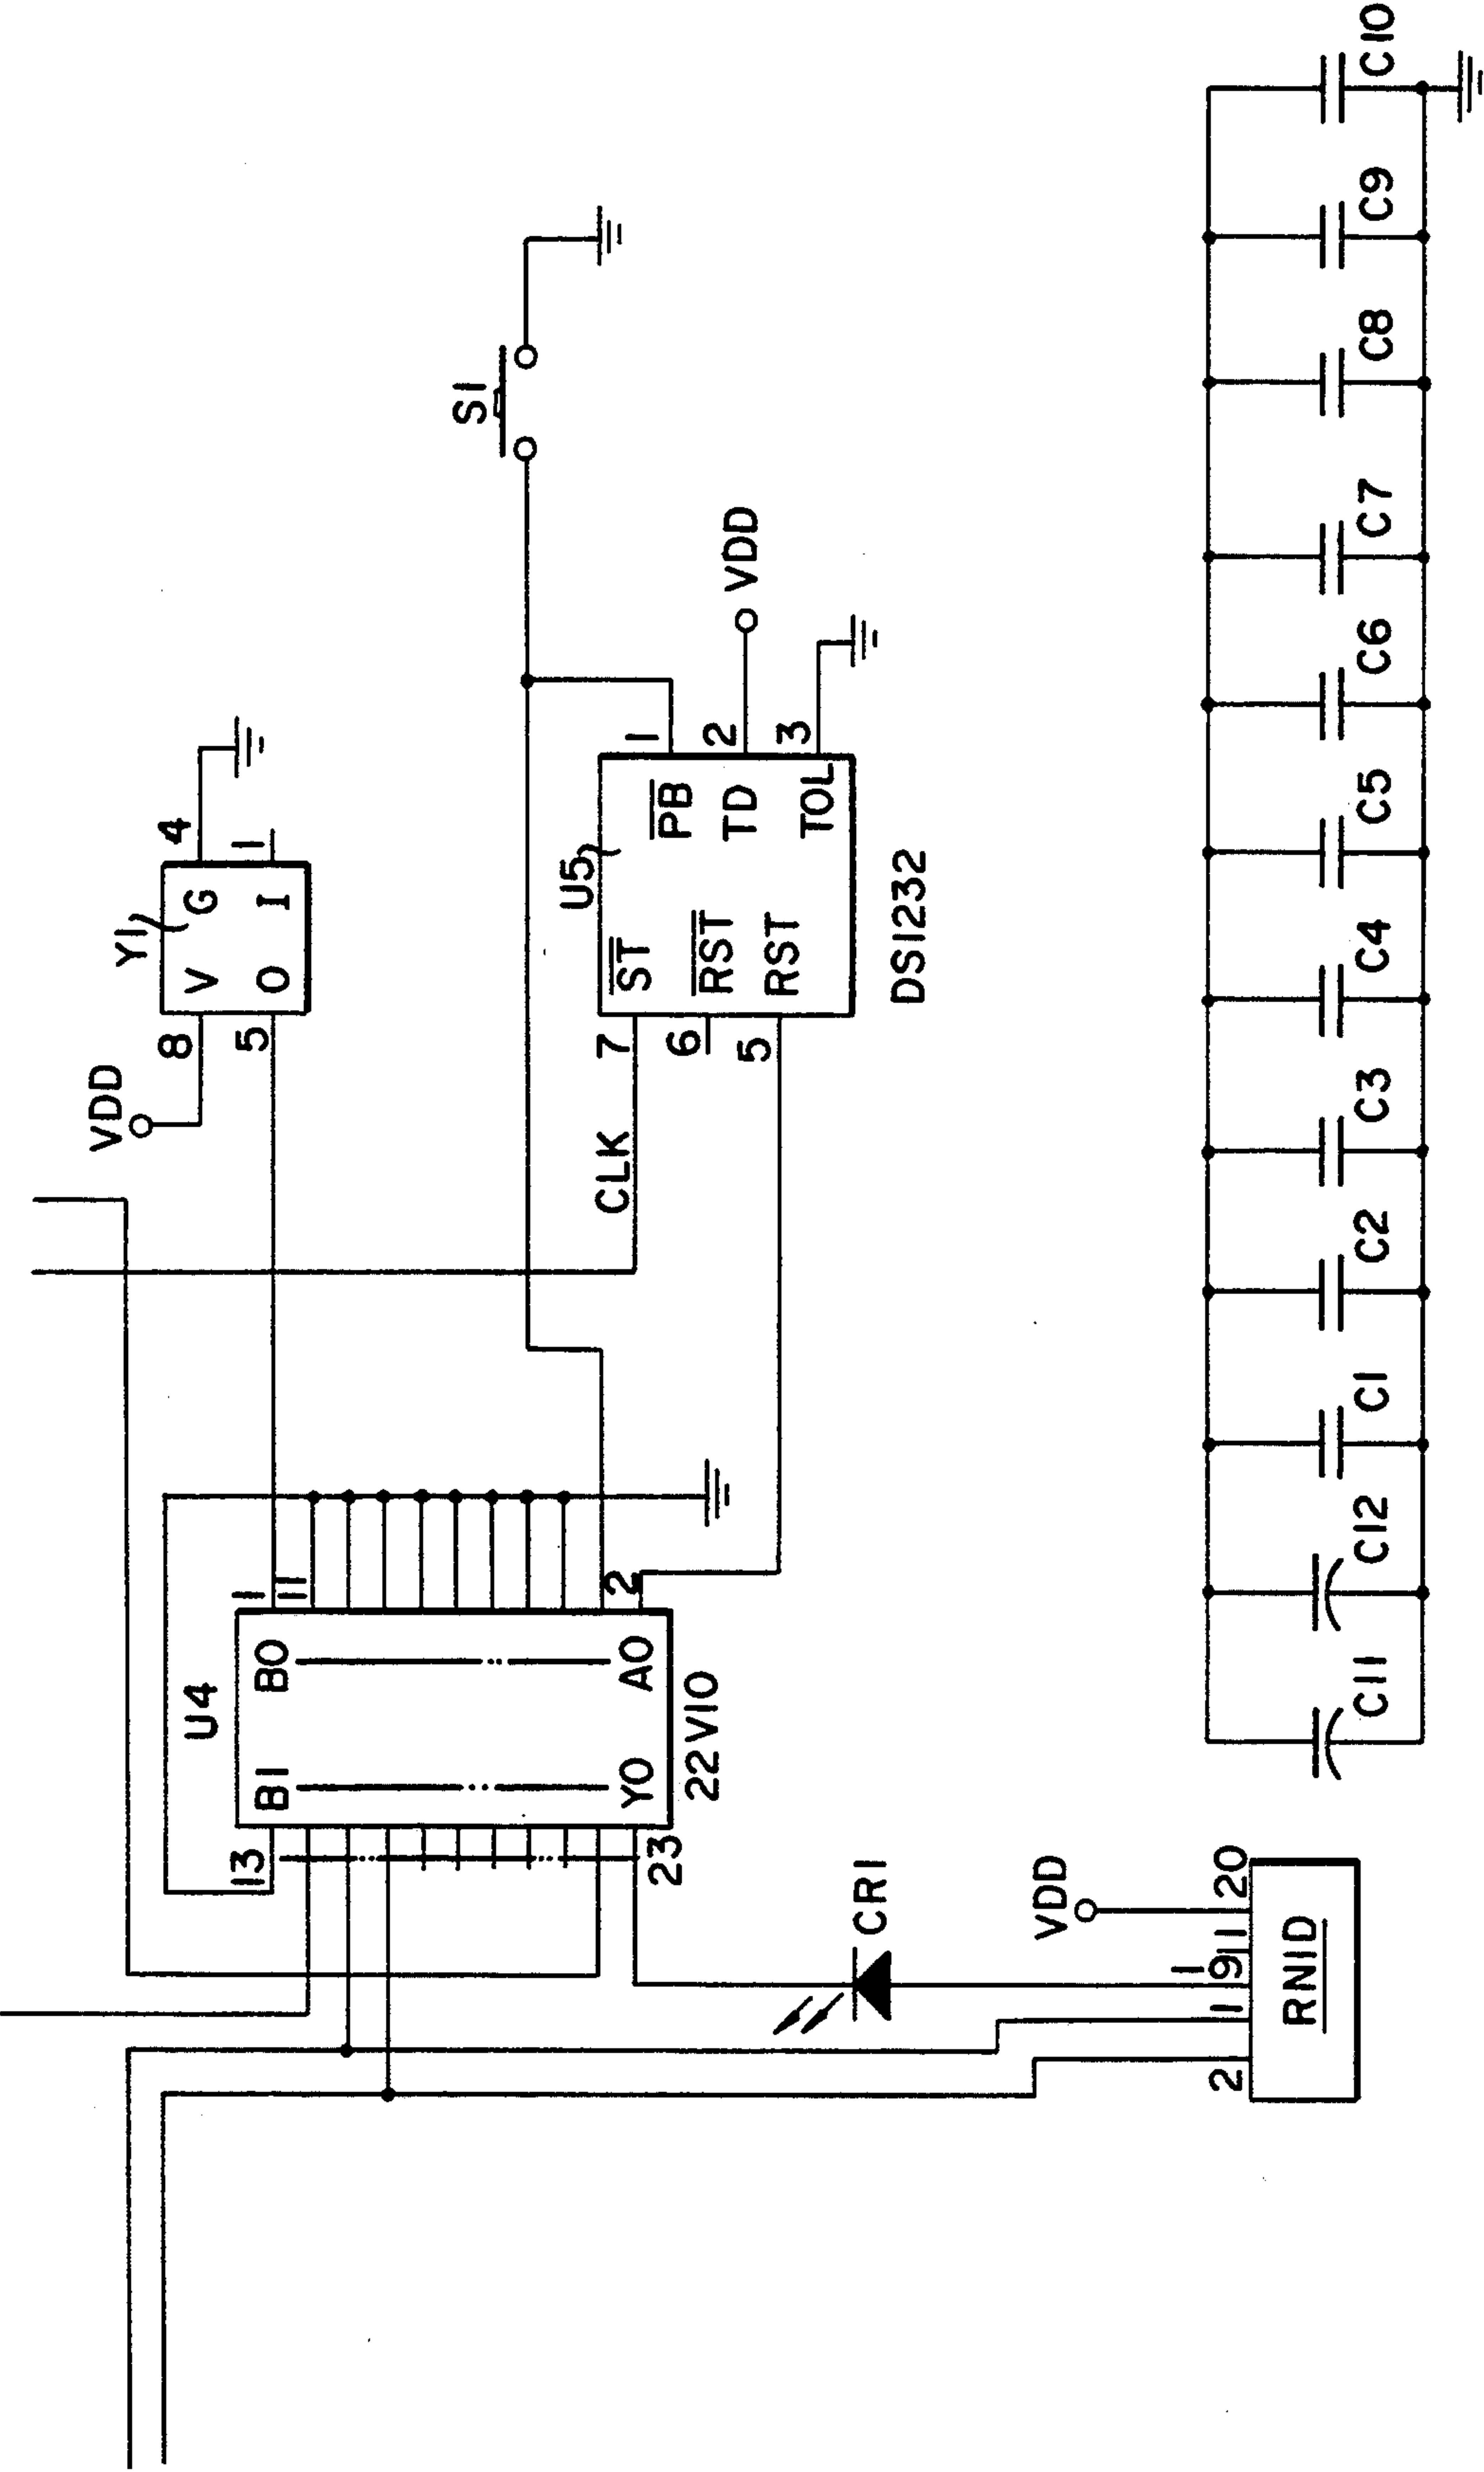 VDD
8
5
Y1
V G
O I
4
1
S1
U5
CLK
7
6
5
ST PB
RST TD
RST TOL
1
2
3
VDD
DS1232
U4
13
23
B1 B0
Y0 A0
1
11
2
22V10
CR1
VDD
2
1
19
11
20
RN1D
C11 C12 C1 C2 C3 C4 C5 C6 C7 C8 C9 C10